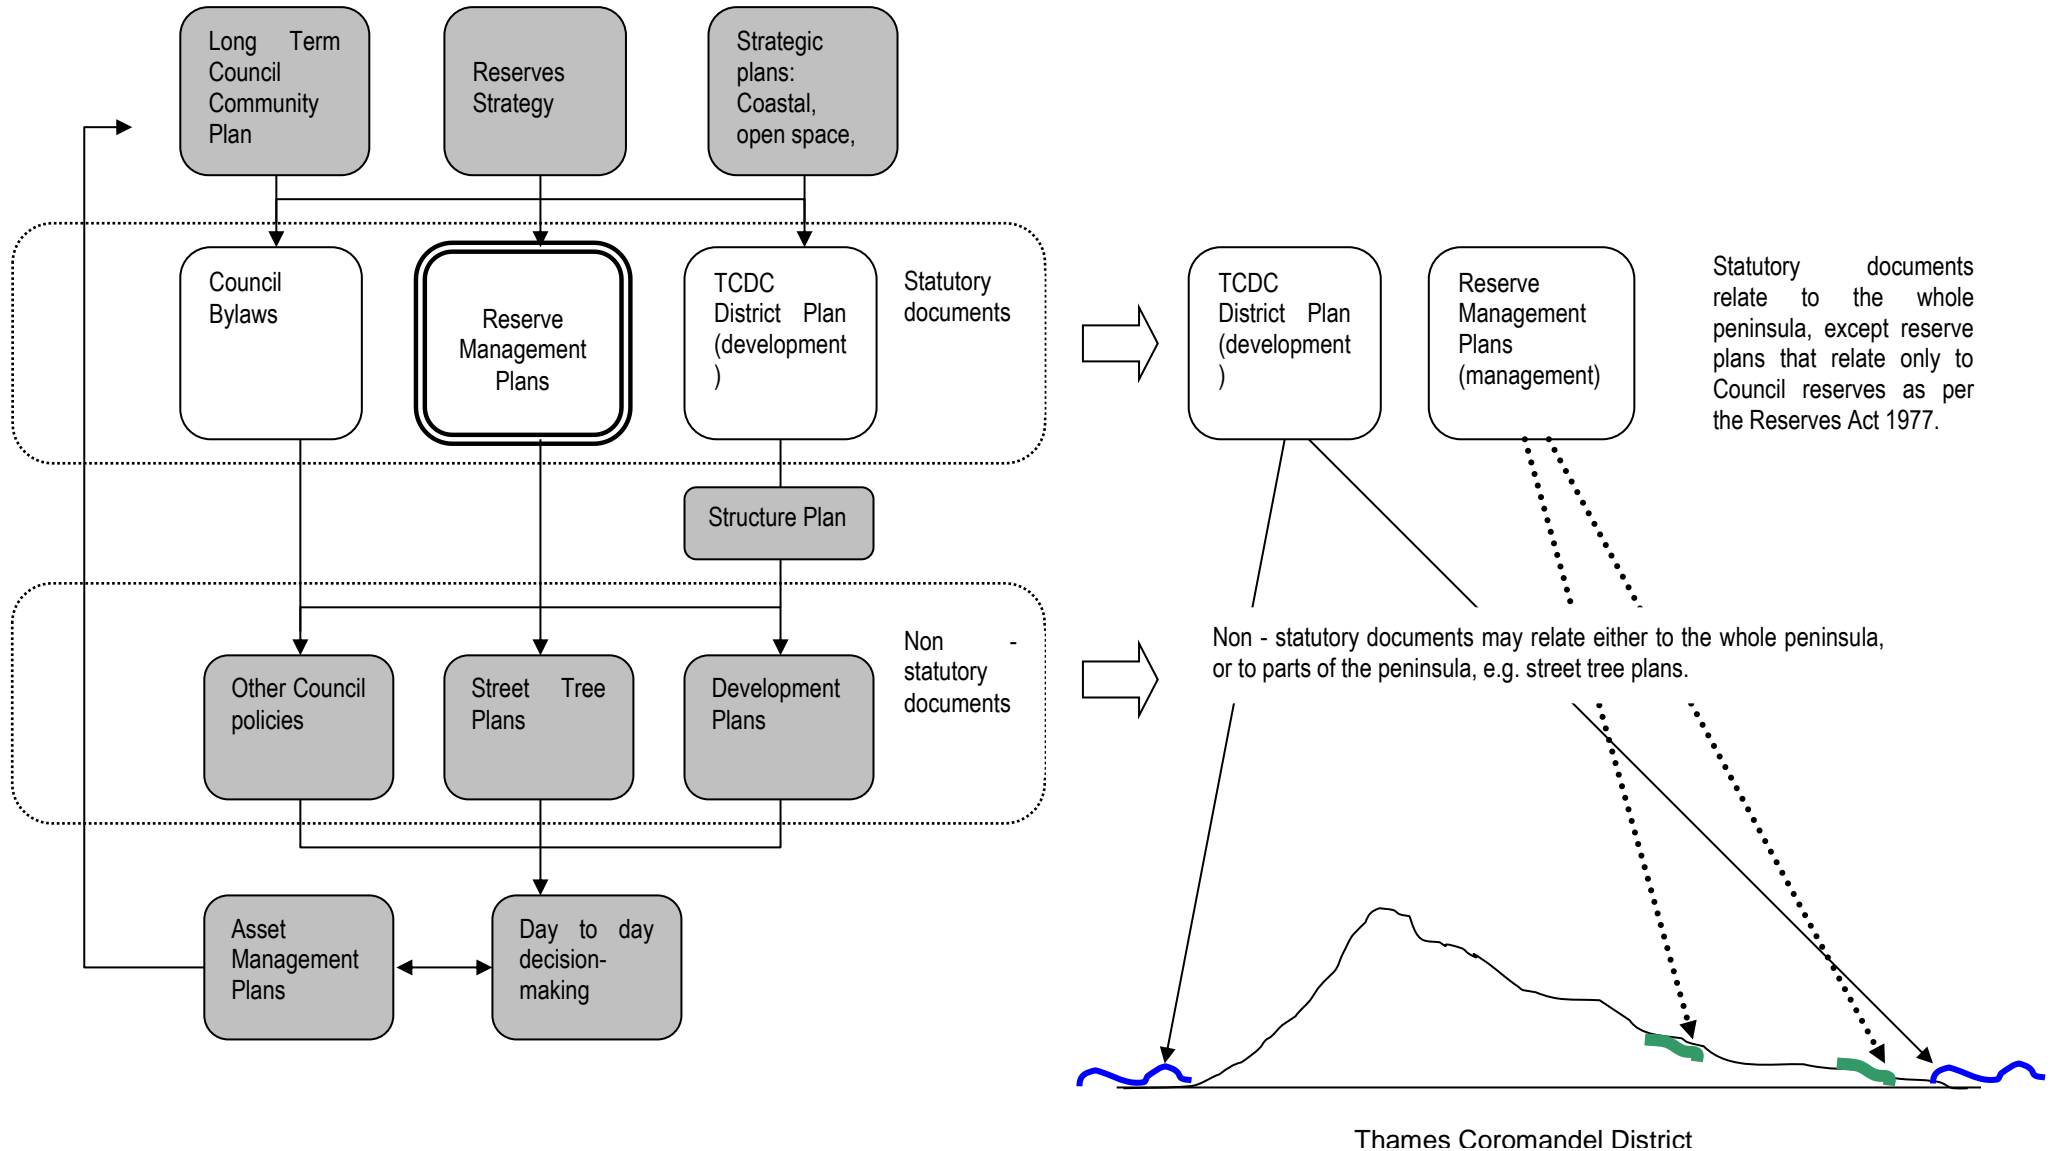 Long Term
Council
Community
Plan
Reserves
Strategy
Strategic
plans:
Coastal,
open space,
Council
Bylaws
Reserve
Management
Plans
TCDC
District Plan
(development
)
Statutory
documents
TCDC
District Plan
(development
)
Reserve
Management
Plans
(management)
Statutory documents
relate to the whole
peninsula, except reserve
plans that relate only to
Council reserves as per
the Reserves Act 1977.
Structure Plan
Other Council
policies
Street Tree
Plans
Development
Plans
Non -
statutory
documents
Non - statutory documents may relate either to the whole peninsula,
or to parts of the peninsula, e.g. street tree plans.
Asset
Management
Plans
Day to day
decision-
making
Thames Coromandel District